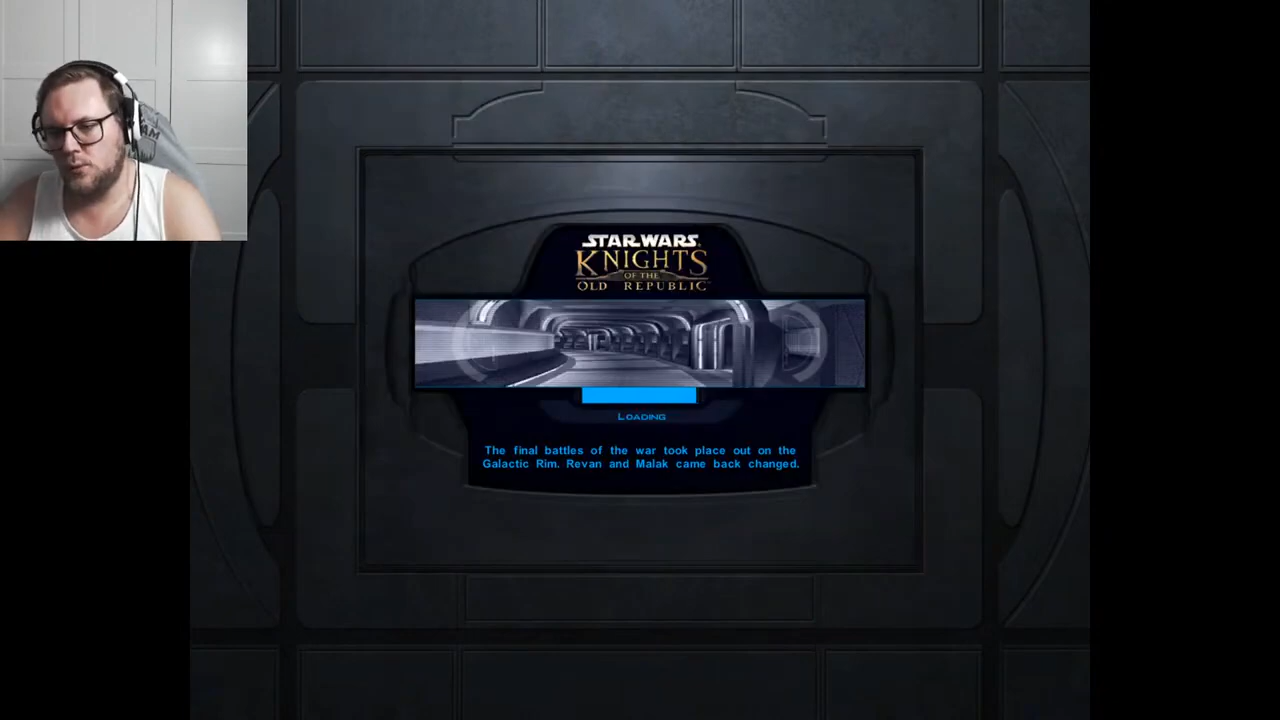 STAR WARS
KNIGHTS
OF THE
OLD REPUBLIC
LOADING
The final battles of the war took place out on the
Galactic Rim. Revan and Malak came back changed.